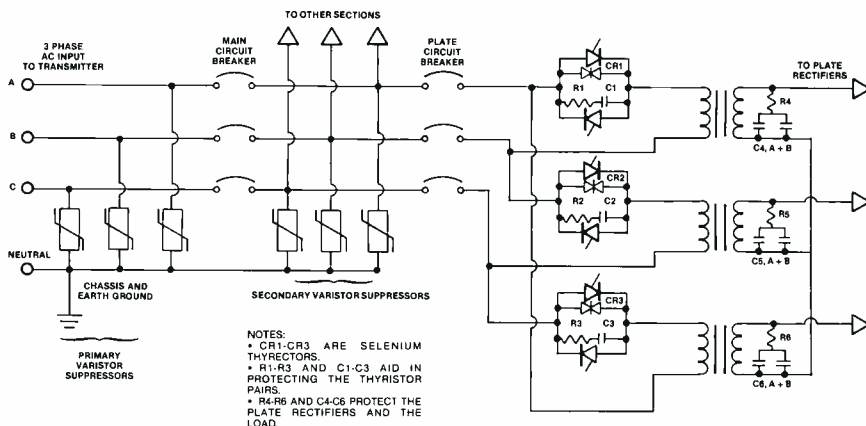 TO OTHER SECTIONS
3 PHASE
AC INPUT
TO TRANSMITTER
MAIN
CIRCUIT
BREAKER
PLATE
CIRCUIT
BREAKER
TO PLATE
RECTIFIERS
A
B
C
NEUTRAL
CR1
R1
C1
R4
C4, A + B
CR2
R2
C2
R5
C5, A + B
CR3
R3
C3
R6
C6, A + B
CHASSIS AND
EARTH GROUND
SECONDARY VARISTOR SUPPRESSORS
PRIMARY
VARISTOR
SUPPRESSORS
NOTES:
• CR1-CR3 ARE SELENIUM
THYRECTORS.
• R1-R3 AND C1-C3 AID IN
PROTECTING THE THYRISTOR
PAIRS.
• R4-R6 AND C4-C6 PROTECT THE
PLATE RECTIFIERS AND THE
LOAD.